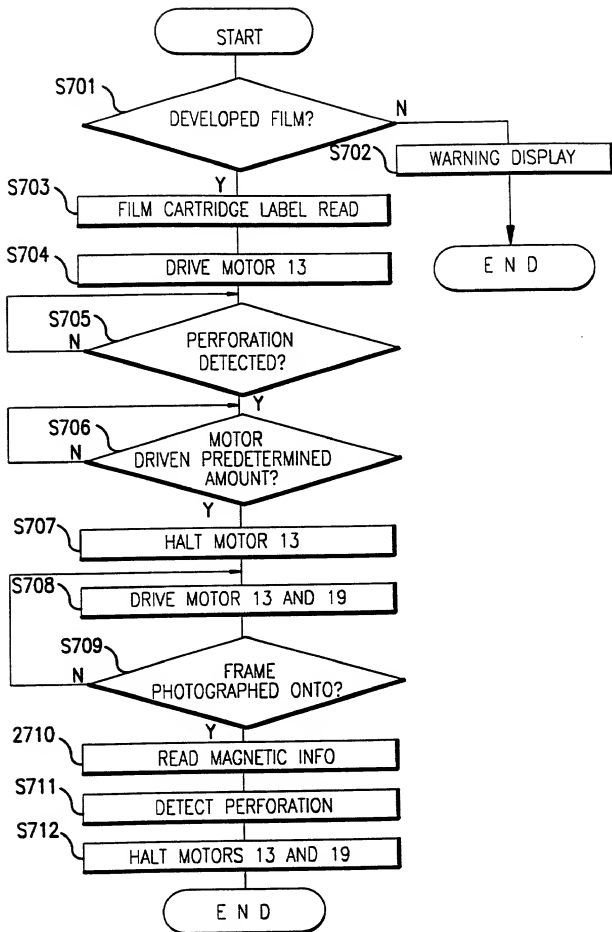 START
S701
DEVELOPED FILM?
N
S702
WARNING DISPLAY
END
Y
S703
FILM CARTRIDGE LABEL READ
S704
DRIVE MOTOR 13
S705
PERFORATION
DETECTED?
N
Y
S706
MOTOR
DRIVEN PREDETERMINED
AMOUNT?
N
Y
S707
HALT MOTOR 13
S708
DRIVE MOTOR 13 AND 19
S709
FRAME
PHOTOGRAPHED ONTO?
N
Y
2710
READ MAGNETIC INFO
S711
DETECT PERFORATION
S712
HALT MOTORS 13 AND 19
END